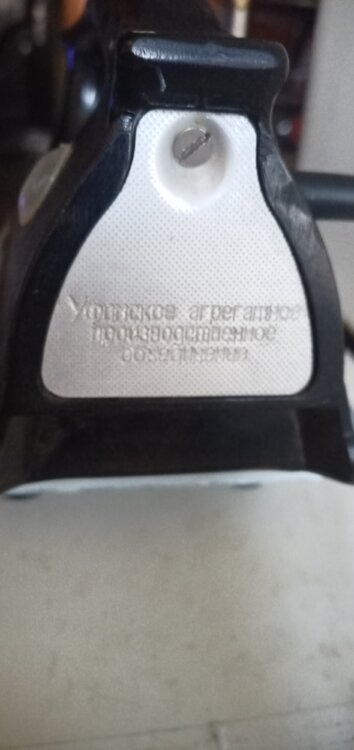 Уфимское агрегатное
производственное
объединение